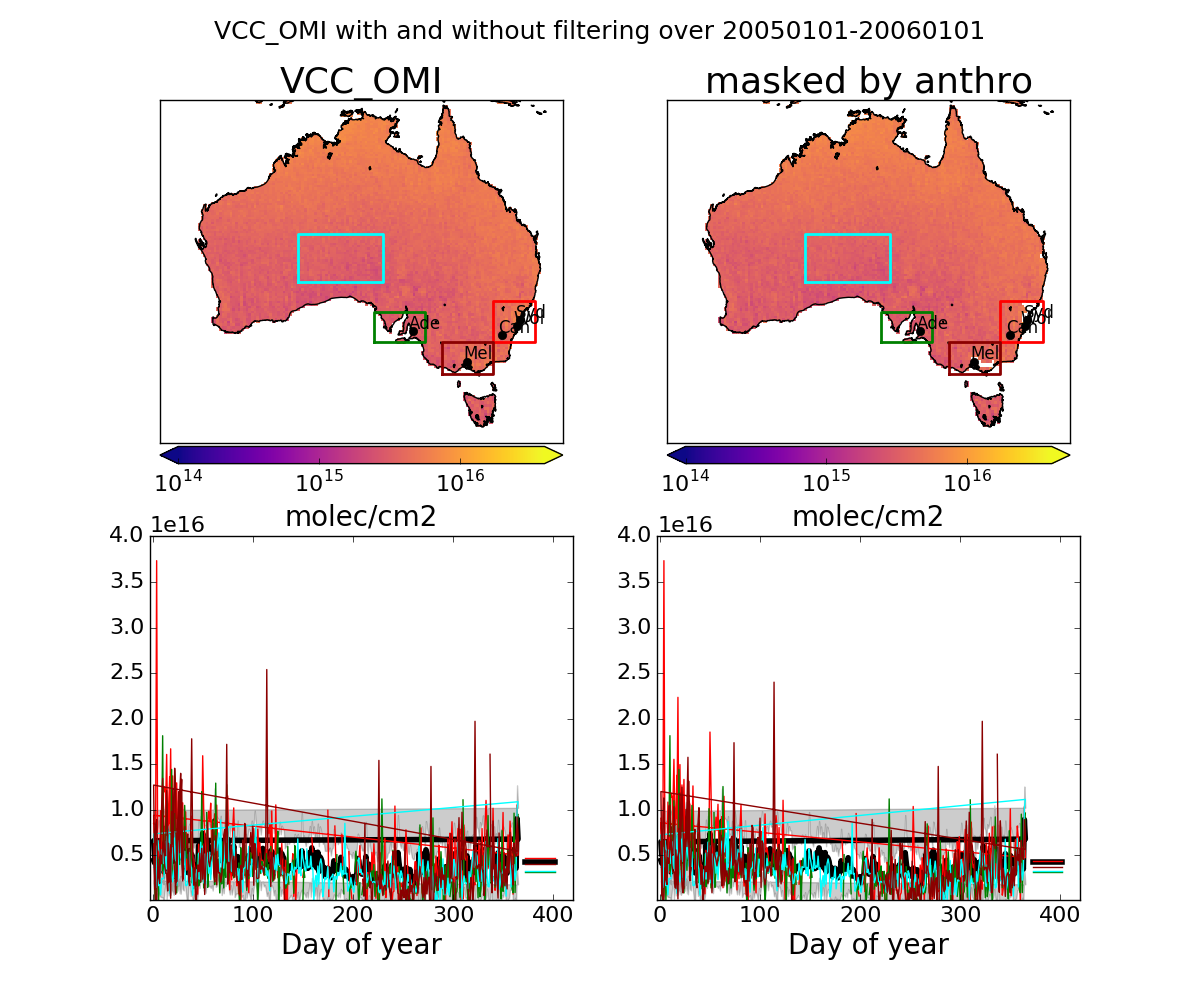 VCC_OMI with and without filtering over 20050101-20060101
VCC_OMI
masked by anthro
Ade
Mel
Can
Syd
Wol
Ade
Mel
Can
Syd
Wol
10^14 10^15 10^16
10^14 10^15 10^16
molec/cm2
molec/cm2
1e16
4.0
3.5
3.0
2.5
2.0
1.5
1.0
0.5
0 100 200 300 400
Day of year
1e16
4.0
3.5
3.0
2.5
2.0
1.5
1.0
0.5
0 100 200 300 400
Day of year